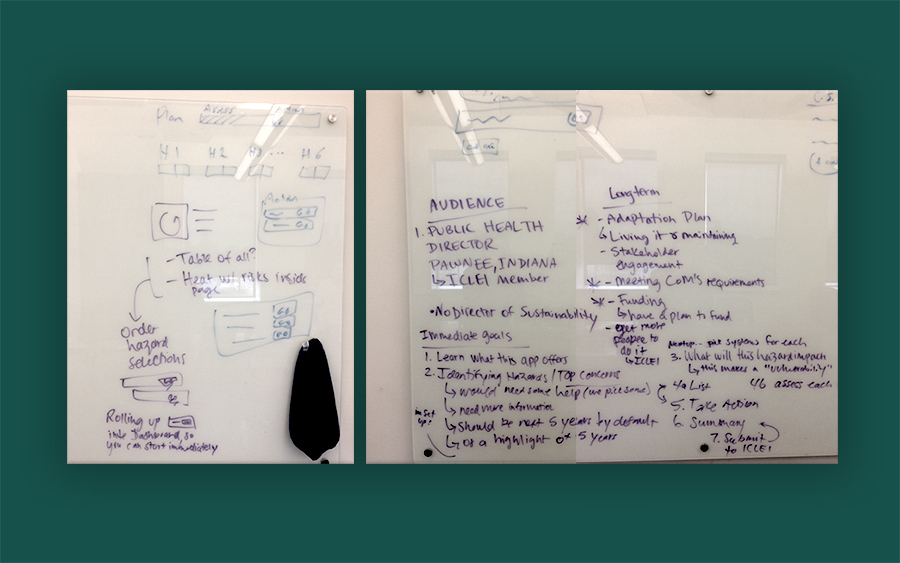 Plan
Assess
Action
H1 H2 H3 ... H6
Action
- Table of all?
- Heat w/ risks inside
page
Order
hazard
selections
Rolling up
into Dashboard, so
you can start immediately
AUDIENCE
1. PUBLIC HEALTH
DIRECTOR
PAWNEE, INDIANA
↳ ICLEI member
• No Director of Sustainability
Immediate goals
1. Learn what this app offers
2. Identifying Hazards / TOP concerns
↳ would need some help (we pick some)
↳ need more information
↳ should be next 5 years by default
↳ or a highlight of 5 years
in Set
up?
Longterm
- Adaptation Plan
↳ Living it & maintaining
- Stakeholder
engagement
- meeting CoM's requirements
- Funding
↳ have a plan to fund
- get more
people to
do it
↳ ICLEI
pick systems for each
3. What will this hazard impact
↳ this makes a "vulnerability"
4a List
4b assess each
5. Take Action
6. Summary
7. Submit
to ICLEI